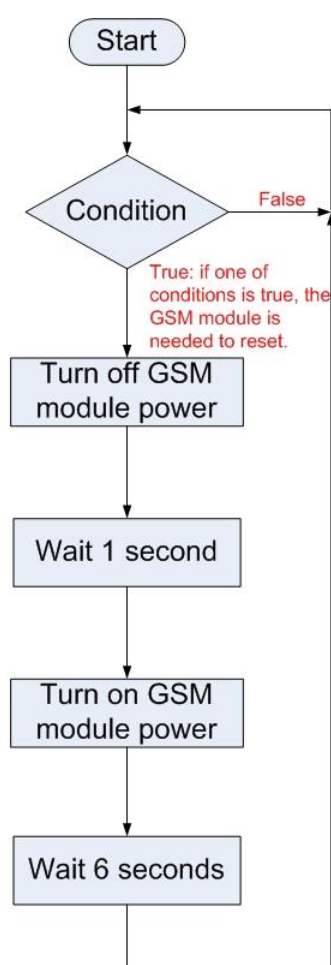 Start
Condition
False
True: if one of
conditions is true, the
GSM module is
needed to reset.
Turn off GSM
module power
Wait 1 second
Turn on GSM
module power
Wait 6 seconds